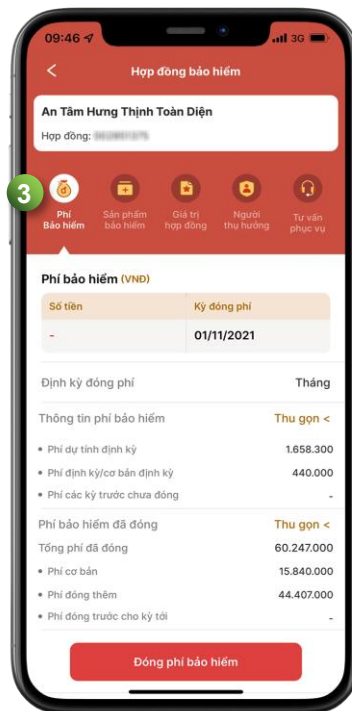 09:46
3G
Hợp đồng bảo hiểm
An Tâm Hưng Thịnh Toàn Diện
Hợp đồng:
3
Phí Bảo hiểm
Sản phẩm bảo hiểm
Giá trị hợp đồng
Người thụ hưởng
Tư vấn phục vụ
Phí bảo hiểm (VNĐ)
Số tiền Kỳ đóng phí
- 01/11/2021
Định kỳ đóng phí Tháng
Thông tin phí bảo hiểm Thu gọn <
• Phí dự tính định kỳ 1.658.300
• Phí định kỳ/cơ bản định kỳ 440.000
• Phí các kỳ trước chưa đóng -
Phí bảo hiểm đã đóng Thu gọn <
Tổng phí đã đóng 60.247.000
• Phí cơ bản 15.840.000
• Phí đóng thêm 44.407.000
• Phí đóng trước cho kỳ tới -
Đóng phí bảo hiểm